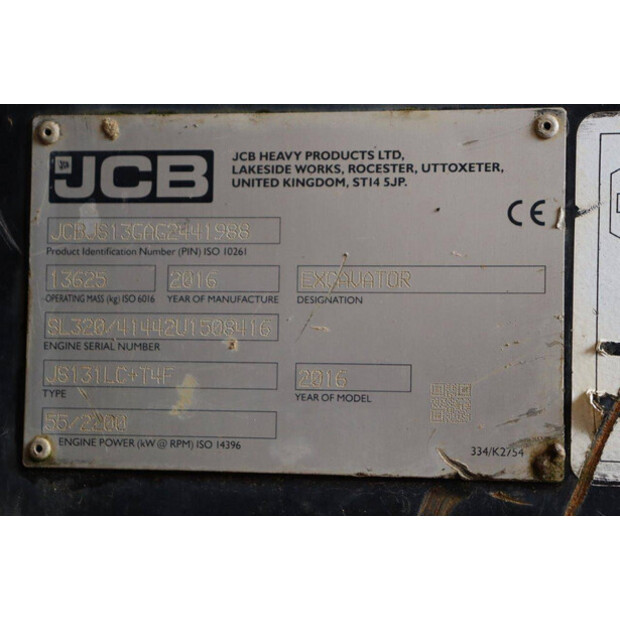 JCB
JCB HEAVY PRODUCTS LTD,
LAKESIDE WORKS, ROCESTER, UTTOXETER,
UNITED KINGDOM, ST14 5JP.
CE
JCBJS13CAG2441988
Product Identification Number (PIN) ISO 10261
13625 2016 EXCAVATOR
OPERATING MASS (kg) ISO 6016 YEAR OF MANUFACTURE DESIGNATION
SL320/41442U1508416
ENGINE SERIAL NUMBER
JS131LC+T4F 2016
TYPE YEAR OF MODEL
55/2200
ENGINE POWER (kW @ RPM) ISO 14396
334/K2754